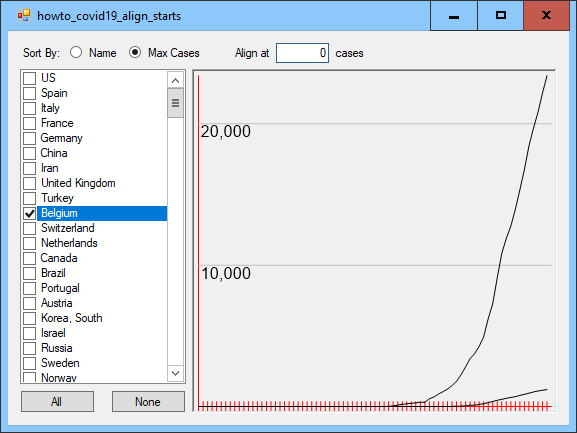 howto_covid19_align_starts
Sort By: Name Max Cases Align at 0 cases
US
Spain
Italy
France
Germany
China
Iran
United Kingdom
Turkey
Belgium
Switzerland
Netherlands
Canada
Brazil
Portugal
Austria
Korea, South
Israel
Russia
Sweden
Norway
20,000
10,000
All None